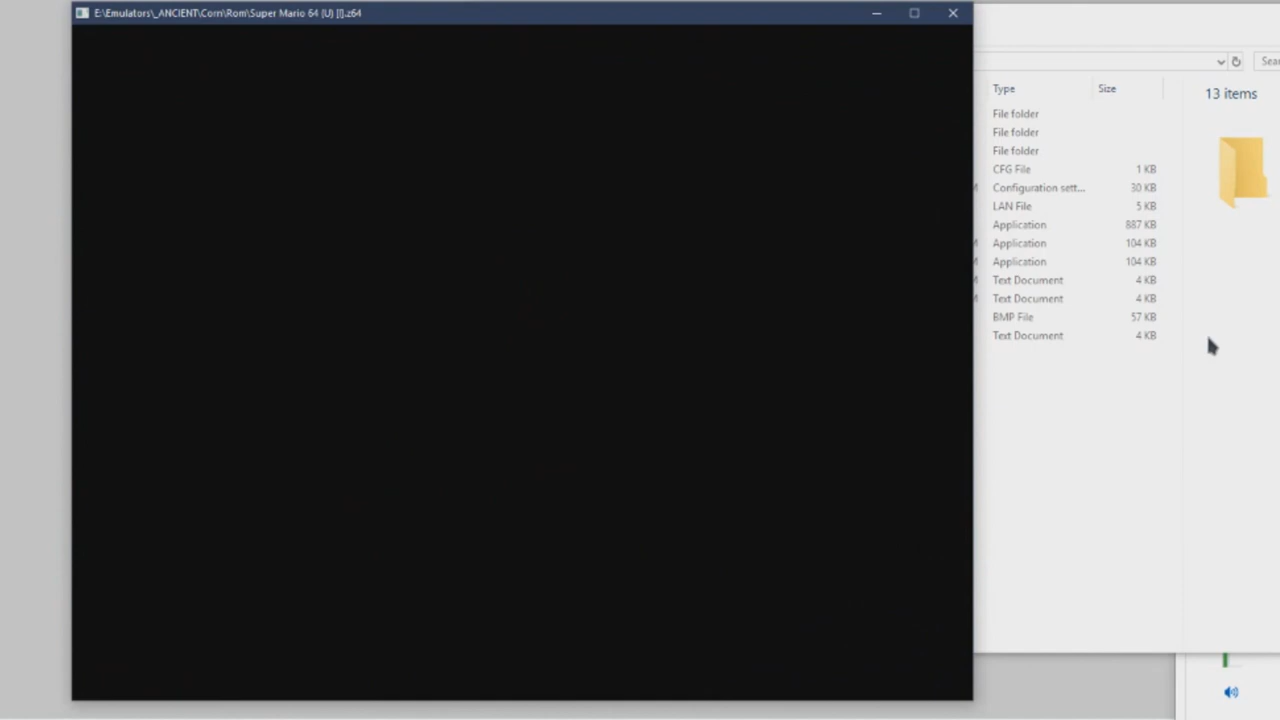 E:\Emulators\_ANCIENT\Corn\Rom\Super Mario 64 (U) [!].z64
Sear
Type Size
13 items
File folder
File folder
File folder
CFG File 1 KB
Configuration sett... 30 KB
LAN File 5 KB
Application 887 KB
Application 104 KB
Application 104 KB
Text Document 4 KB
Text Document 4 KB
BMP File 57 KB
Text Document 4 KB